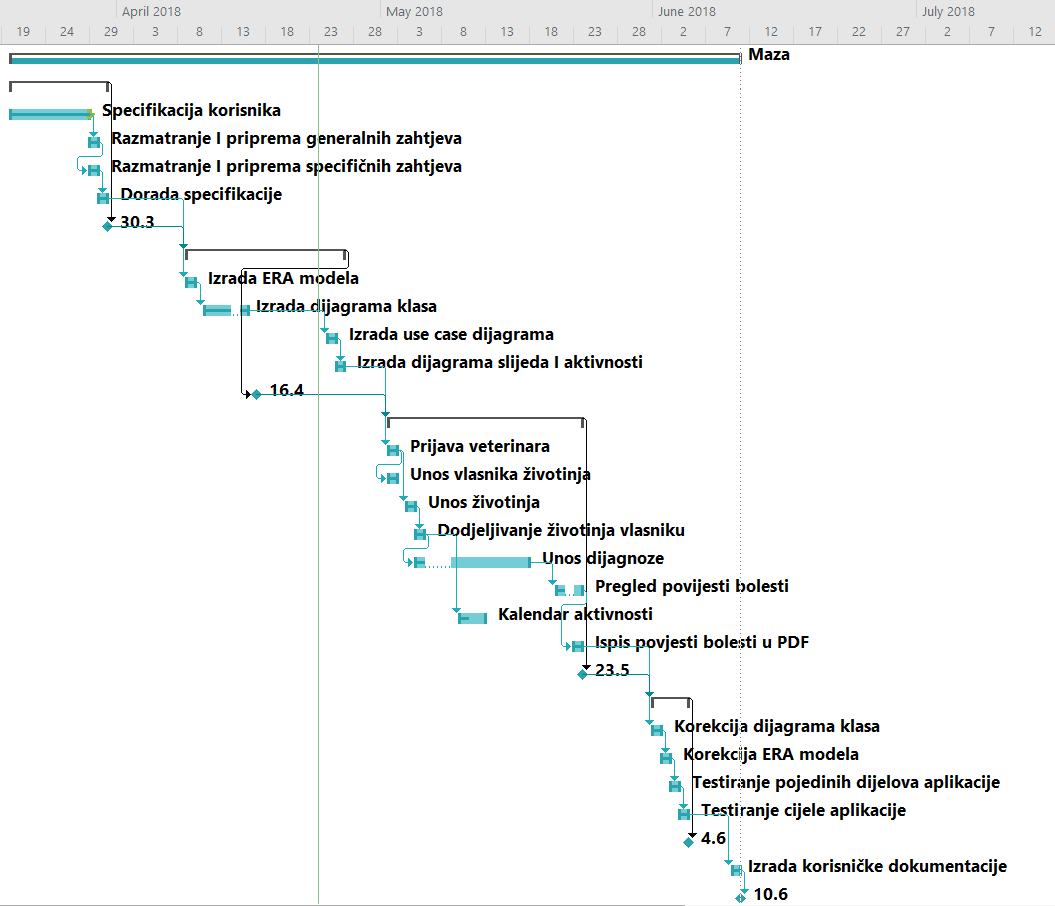 April 2018 May 2018 June 2018 July 2018
19 24 29 3 8 13 18 23 28 3 8 13 18 23 28 2 7 12 17 22 27 2 7 12
Maza
Specifikacija korisnika
Razmatranje I priprema generalnih zahtjeva
Razmatranje I priprema specifičnih zahtjeva
Dorada specifikacije
30.3
Izrada ERA modela
Izrada dijagrama klasa
Izrada use case dijagrama
Izrada dijagrama slijeda I aktivnosti
16.4
Prijava veterinara
Unos vlasnika životinja
Unos životinja
Dodjeljivanje životinja vlasniku
Unos dijagnoze
Pregled povijesti bolesti
Kalendar aktivnosti
Ispis povjesti bolesti u PDF
23.5
Korekcija dijagrama klasa
Korekcija ERA modela
Testiranje pojedinih dijelova aplikacije
Testiranje cijele aplikacije
4.6
Izrada korisničke dokumentacije
10.6